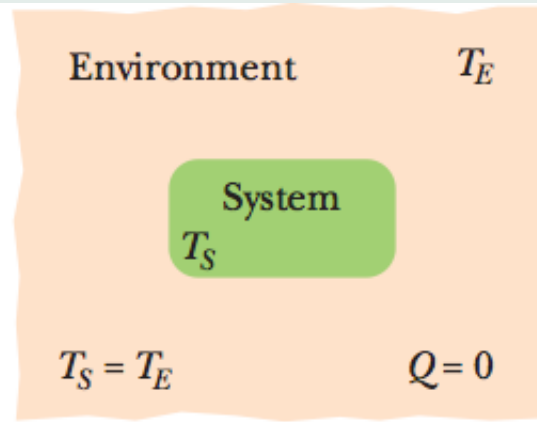 Environment T_E
System
T_S
T_S = T_E Q = 0